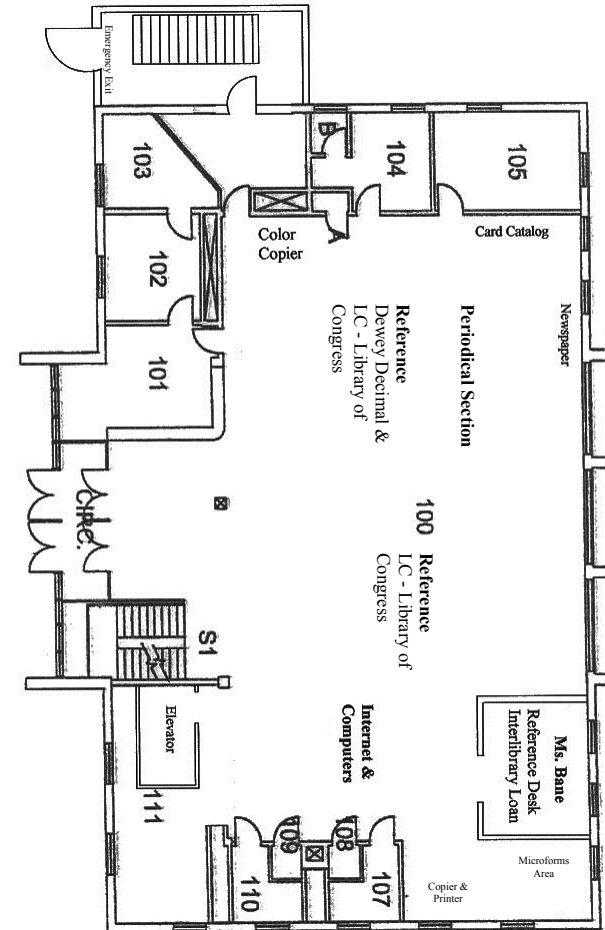 Emergency Exit
103
B
104
105
A
Color
Copier
Card Catalog
102
Newspaper
Reference
Dewey Decimal &
LC - Library of
Congress
Periodical Section
101
CIRC.
100
Reference
LC - Library of
Congress
S1
Elevator
Internet &
Computers
Ms. Bane
Reference Desk
Interlibrary Loan
111
109
108
110
107
Copier &
Printer
Microforms
Area